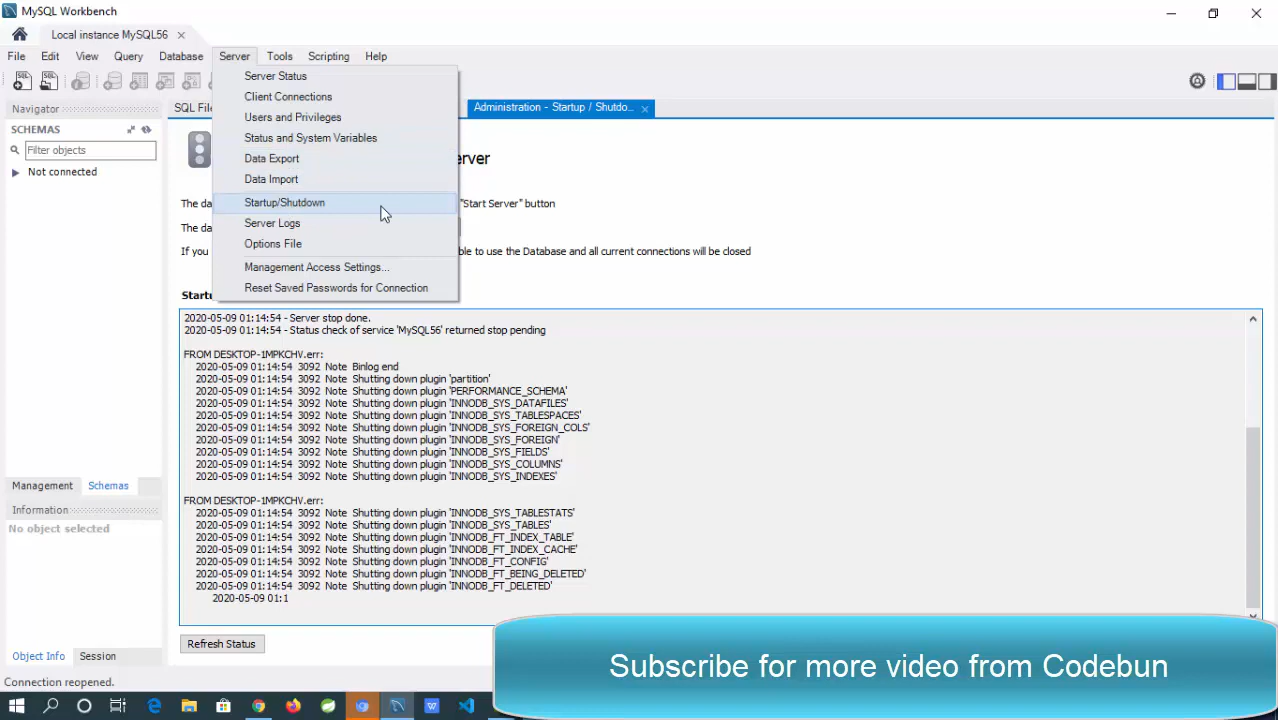 MySQL Workbench
Local instance MySQL56
File Edit View Query Database Server Tools Scripting Help
Server Status
Client Connections
Users and Privileges
Status and System Variables
Data Export
Data Import
Startup/Shutdown
Server Logs
Options File
Management Access Settings...
Reset Saved Passwords for Connection
Navigator
SCHEMAS
Filter objects
Not connected
SQL File
Administration - Startup / Shutdo...
erver
The da
"Start Server" button
The da
If you
ble to use the Database and all current connections will be closed
Startu
2020-05-09 01:14:54 - Server stop done.
2020-05-09 01:14:54 - Status check of service 'MySQL56' returned stop pending
FROM DESKTOP-1MPKCHV.err:
2020-05-09 01:14:54 3092 Note Binlog end
2020-05-09 01:14:54 3092 Note Shutting down plugin 'partition'
2020-05-09 01:14:54 3092 Note Shutting down plugin 'PERFORMANCE_SCHEMA'
2020-05-09 01:14:54 3092 Note Shutting down plugin 'INNODB_SYS_DATAFILES'
2020-05-09 01:14:54 3092 Note Shutting down plugin 'INNODB_SYS_TABLESPACES'
2020-05-09 01:14:54 3092 Note Shutting down plugin 'INNODB_SYS_FOREIGN_COLS'
2020-05-09 01:14:54 3092 Note Shutting down plugin 'INNODB_SYS_FOREIGN'
2020-05-09 01:14:54 3092 Note Shutting down plugin 'INNODB_SYS_FIELDS'
2020-05-09 01:14:54 3092 Note Shutting down plugin 'INNODB_SYS_COLUMNS'
2020-05-09 01:14:54 3092 Note Shutting down plugin 'INNODB_SYS_INDEXES'
FROM DESKTOP-1MPKCHV.err:
2020-05-09 01:14:54 3092 Note Shutting down plugin 'INNODB_SYS_TABLESTATS'
2020-05-09 01:14:54 3092 Note Shutting down plugin 'INNODB_SYS_TABLES'
2020-05-09 01:14:54 3092 Note Shutting down plugin 'INNODB_FT_INDEX_TABLE'
2020-05-09 01:14:54 3092 Note Shutting down plugin 'INNODB_FT_INDEX_CACHE'
2020-05-09 01:14:54 3092 Note Shutting down plugin 'INNODB_FT_CONFIG'
2020-05-09 01:14:54 3092 Note Shutting down plugin 'INNODB_FT_BEING_DELETED'
2020-05-09 01:14:54 3092 Note Shutting down plugin 'INNODB_FT_DELETED'
2020-05-09 01:1
Refresh Status
Management Schemas
Information
No object selected
Object Info Session
Connection reopened.
Subscribe for more video from Codebun